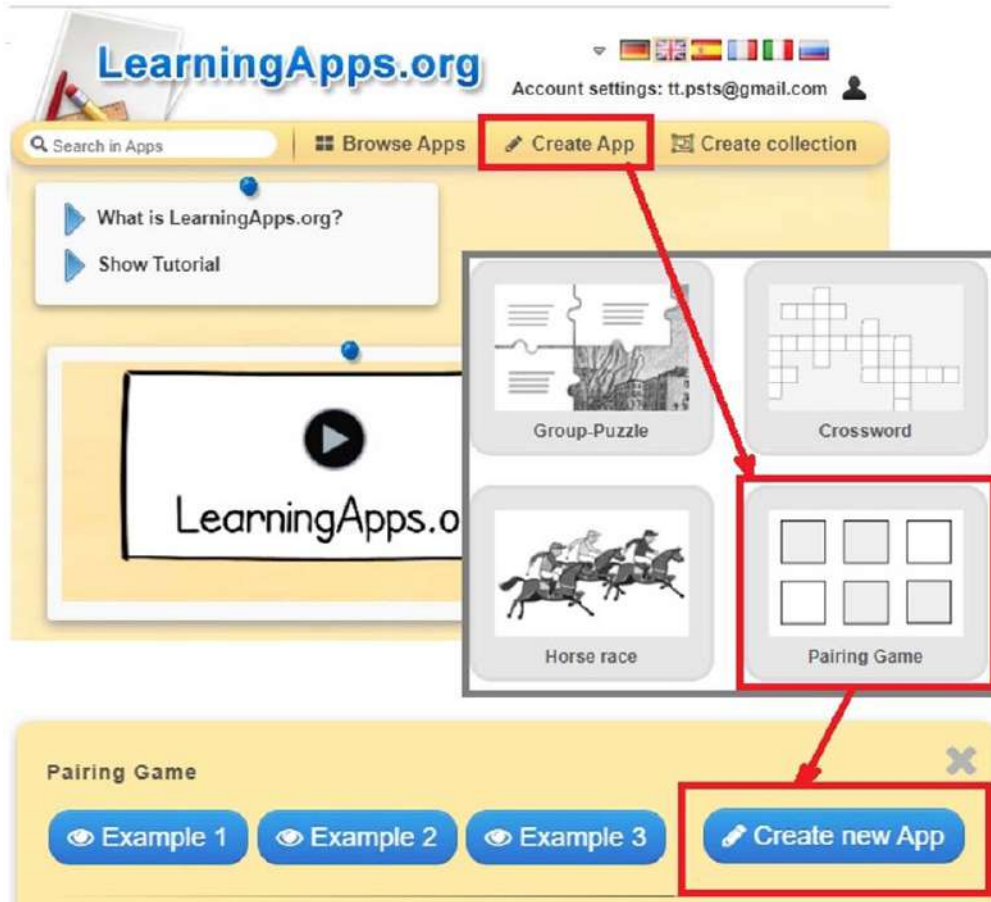 LearningApps.org
Account settings: tt.psts@gmail.com
Search in Apps
Browse Apps
Create App
Create collection
What is LearningApps.org?
Show Tutorial
LearningApps.o
Group-Puzzle
Crossword
Horse race
Pairing Game
Pairing Game
Example 1
Example 2
Example 3
Create new App